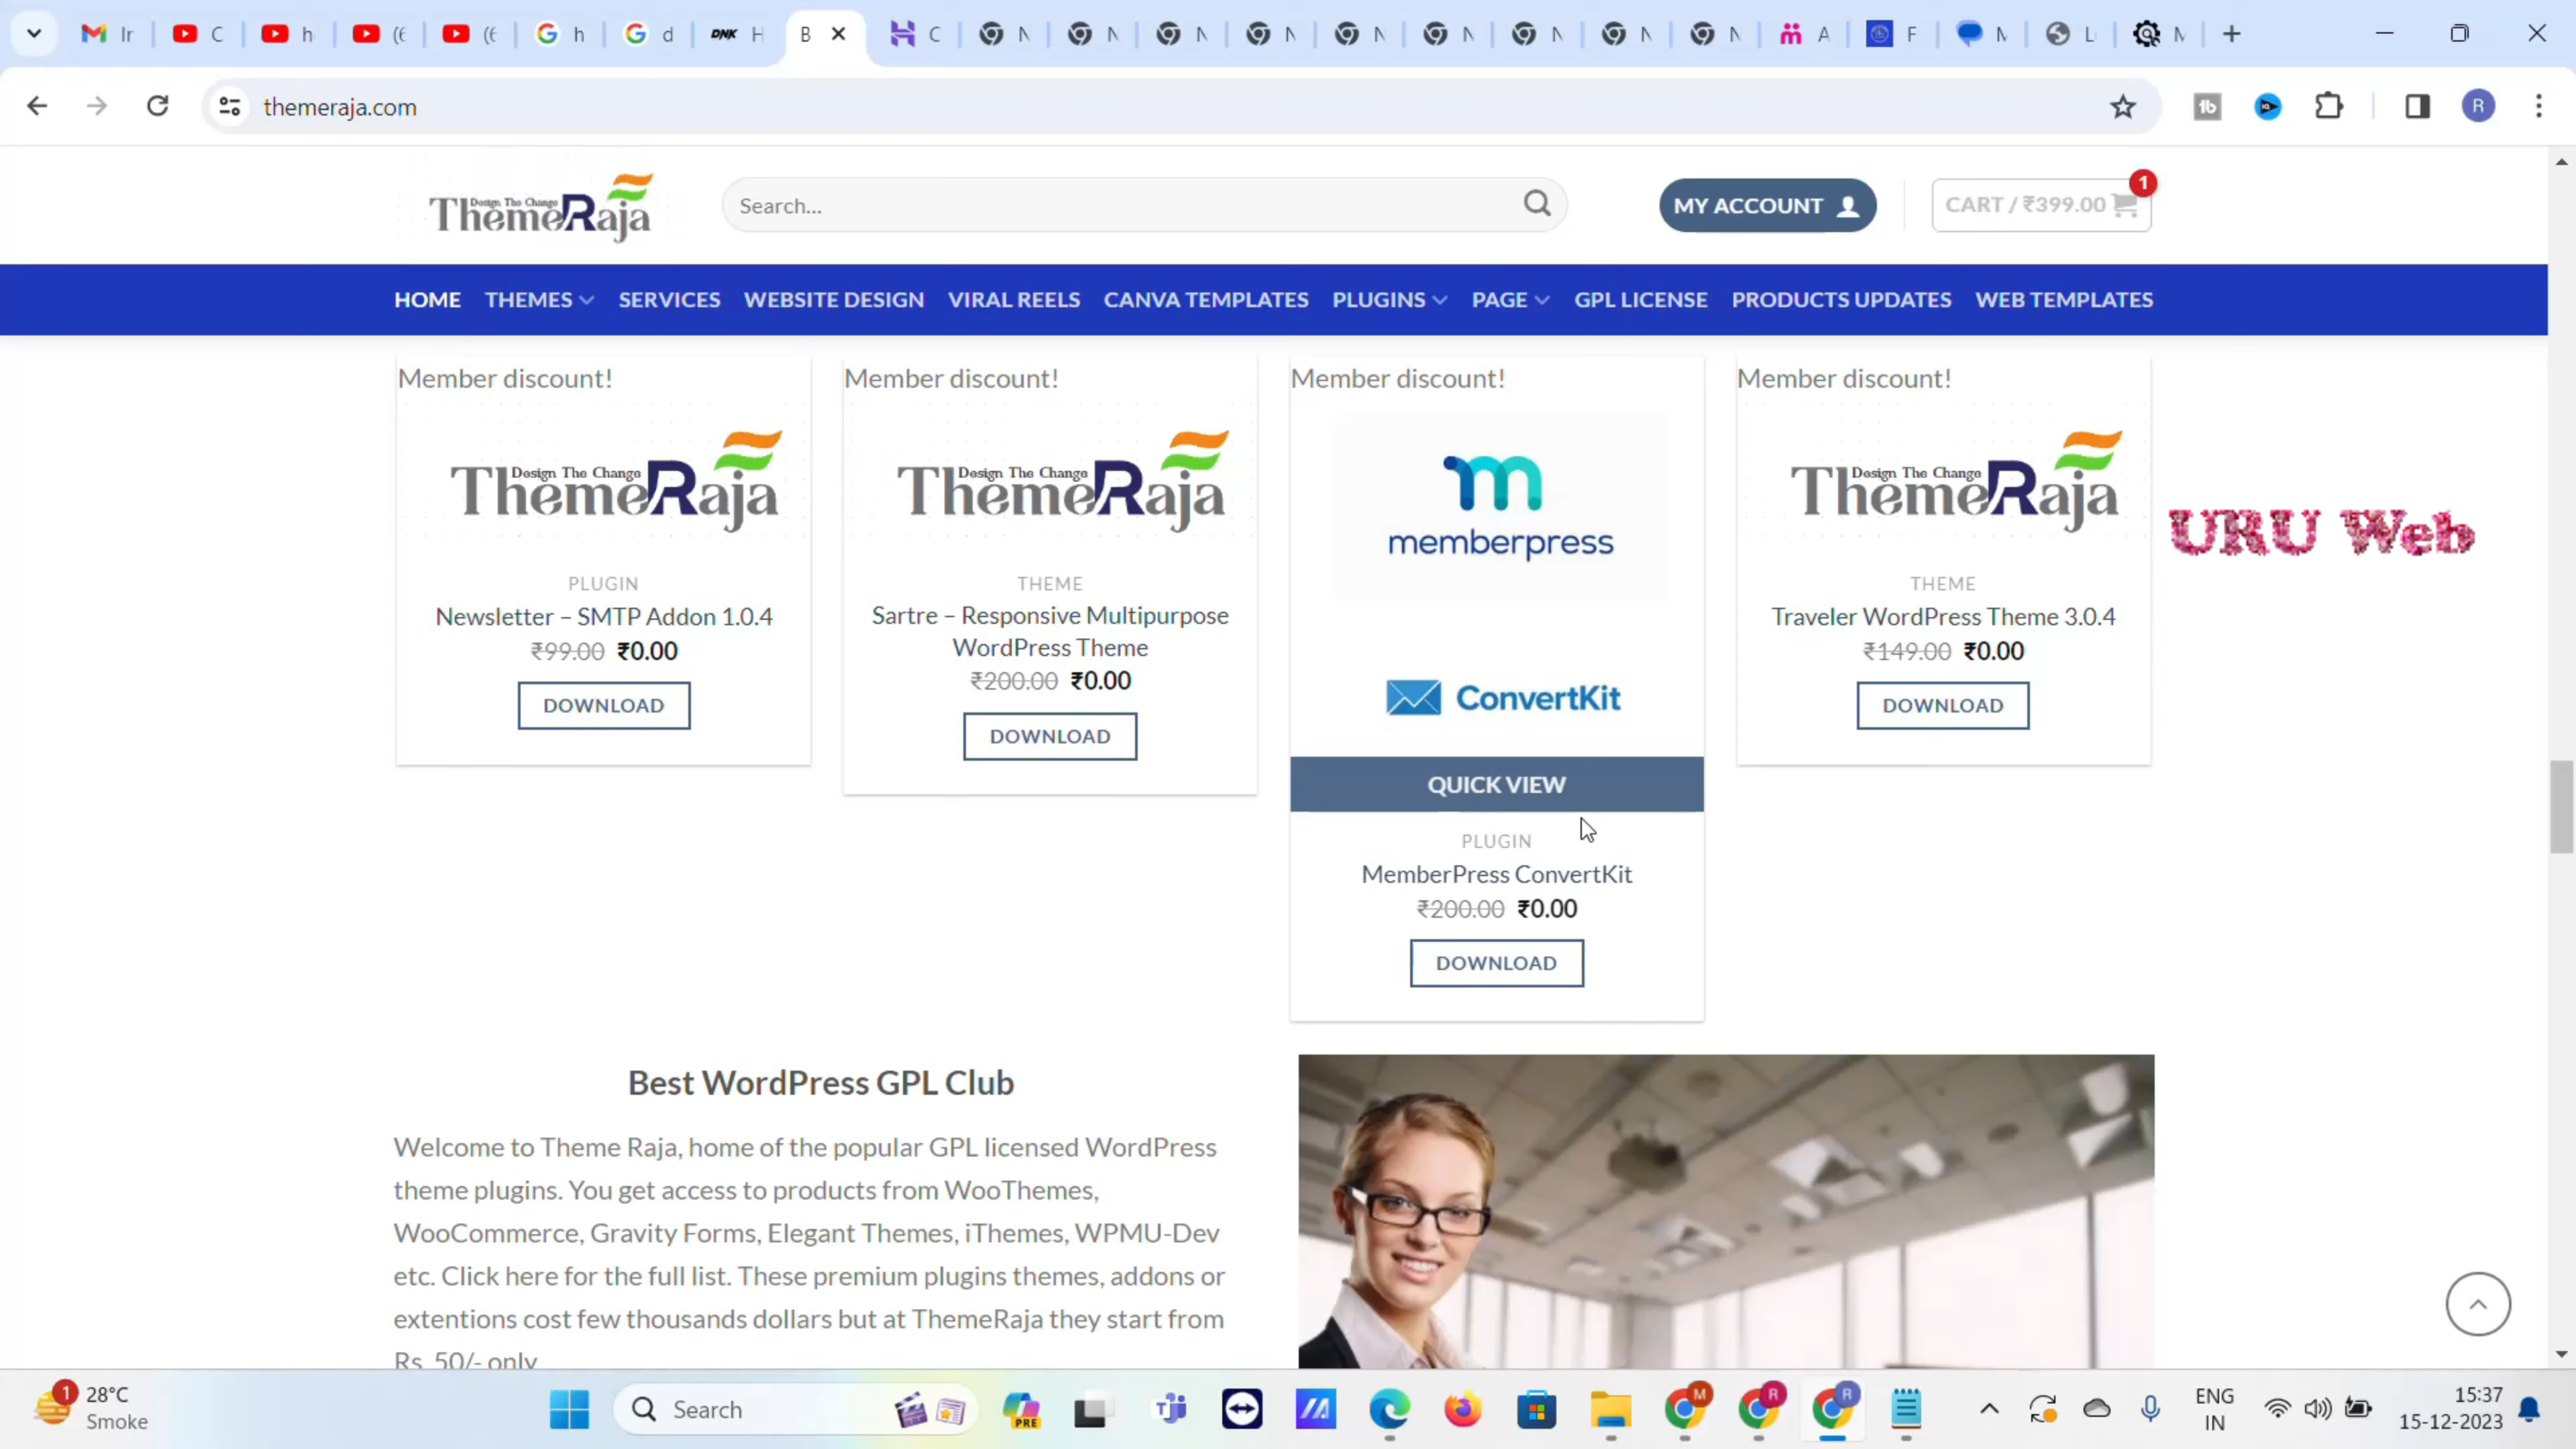 Ir
C
h
(6
(6
h
d
DNK H
B
C
N
N
N
N
N
N
N
N
N
A
F
M
L
M
themeraja.com
Design The Change
ThemeRaja
Search...
MY ACCOUNT
CART / ₹399.00
1
HOME THEMES SERVICES WEBSITE DESIGN VIRAL REELS CANVA TEMPLATES PLUGINS PAGE GPL LICENSE PRODUCTS UPDATES WEB TEMPLATES
Member discount!
Design The Change
ThemeRaja
PLUGIN
Newsletter – SMTP Addon 1.0.4
₹99.00 ₹0.00
DOWNLOAD
Member discount!
Design The Change
ThemeRaja
THEME
Sartre – Responsive Multipurpose
WordPress Theme
₹200.00 ₹0.00
DOWNLOAD
Member discount!
m
memberpress
ConvertKit
QUICK VIEW
PLUGIN
MemberPress ConvertKit
₹200.00 ₹0.00
DOWNLOAD
Member discount!
Design The Change
ThemeRaja
THEME
Traveler WordPress Theme 3.0.4
₹149.00 ₹0.00
DOWNLOAD
URU Web
Best WordPress GPL Club
Welcome to Theme Raja, home of the popular GPL licensed WordPress
theme plugins. You get access to products from WooThemes,
WooCommerce, Gravity Forms, Elegant Themes, iThemes, WPMU-Dev
etc. Click here for the full list. These premium plugins themes, addons or
extentions cost few thousands dollars but at ThemeRaja they start from
Rs. 50/- only
1
28°C
Smoke
Search
PRE
M
R
R
ENG
IN
15:37
15-12-2023